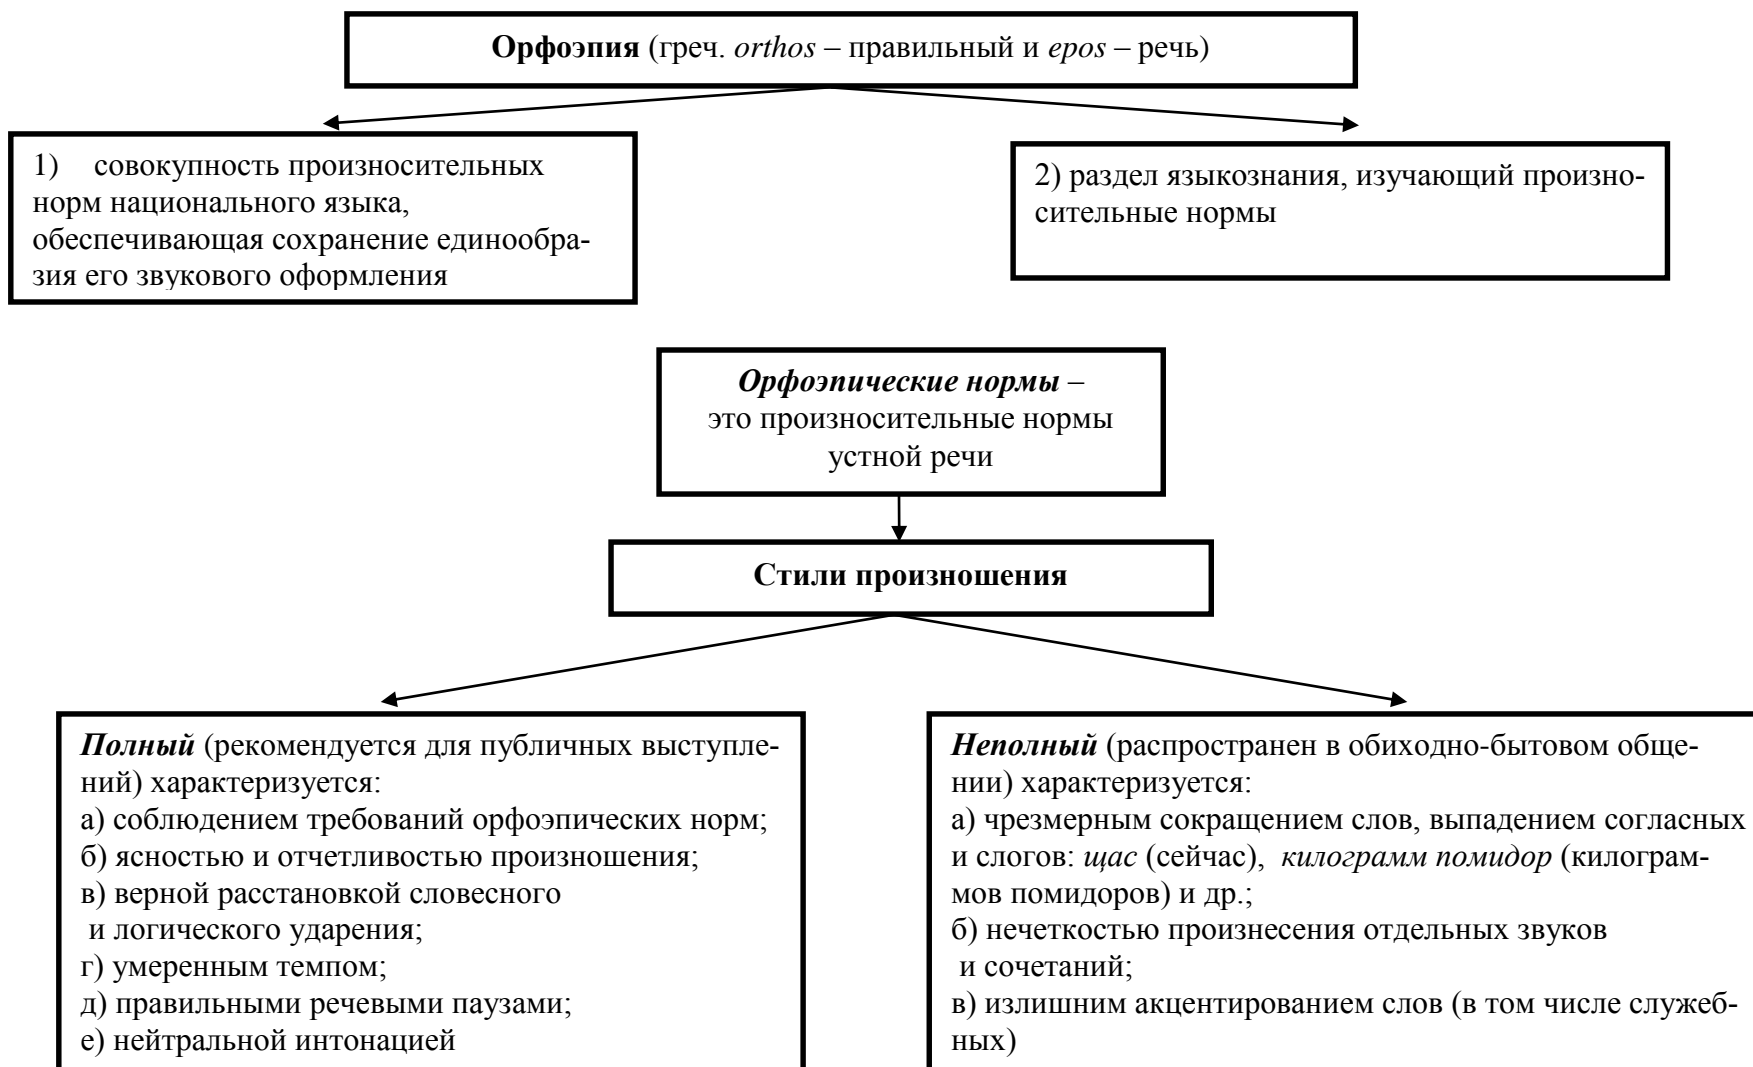 Орфоэпия (греч. orthos – правильный и epos – речь)
1) совокупность произносительных
норм национального языка,
обеспечивающая сохранение единообра-
зия его звукового оформления
2) раздел языкознания, изучающий произно-
сительные нормы
Орфоэпические нормы –
это произносительные нормы
устной речи
Стили произношения
Полный (рекомендуется для публичных выступле-
ний) характеризуется:
а) соблюдением требований орфоэпических норм;
б) ясностью и отчетливостью произношения;
в) верной расстановкой словесного
и логического ударения;
г) умеренным темпом;
д) правильными речевыми паузами;
е) нейтральной интонацией
Неполный (распространен в обиходно-бытовом обще-
нии) характеризуется:
а) чрезмерным сокращением слов, выпадением согласных
и слогов: щас (сейчас), килограмм помидор (килограм-
мов помидоров) и др.;
б) нечеткостью произнесения отдельных звуков
и сочетаний;
в) излишним акцентированием слов (в том числе служеб-
ных)